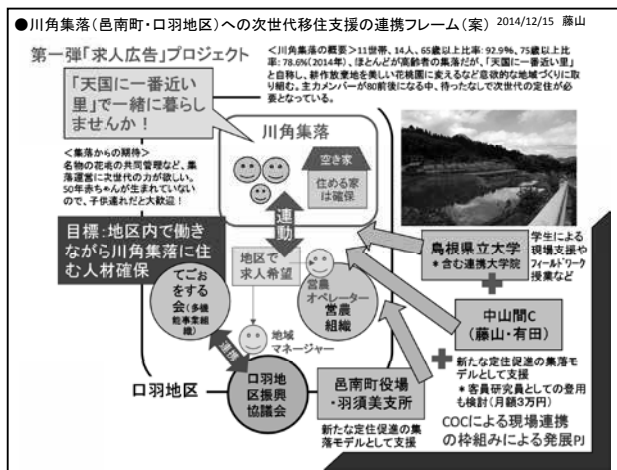 ●川角集落(邑南町・口羽地区)への次世代移住支援の連携フレーム(案) 2014/12/15 藤山
第一弾「求人広告」プロジェクト
「天国に一番近い
里」で一緒に暮らし
ませんか！
＜川角集落の概要＞11世帯、14人、65歳以上比率：92.9%、75歳以上比
率：78.6%(2014年)、ほとんどが高齢者の集落だが、「天国に一番近い里」
と自称し、耕作放棄地を美しい花桃園に変えるなど意欲的な地域づくりに取
り組む。主力メンバーが80前後になる中、待ったなしで次世代の定住が必
要となっている。
＜集落からの期待＞
名物の花桃の共同管理など、集
落運営に次世代の力が欲しい。
50年赤ちゃんが生まれていない
ので、子供連れだと大歓迎！
川角集落
空き家
住める家
は確保
連動
目標：地区内で働き
ながら川角集落に住
む人材確保
地区で
求人希望
てごぉ
をする
会(多機
能事業組
織)
営農
オペレーター
営農
組織
地域
マネージャー
連携
口羽地区
口羽地
区振興
協議会
島根県立大学
＊含む連携大学院
学生による
現場支援や
フィールドワーク
授業など
中山間C
(藤山・有田)
新たな定住促進の集落モ
デルとして支援
＊客員研究員としての登用
も検討(月額3万円)
邑南町役場
・羽須美支所
新たな定住促進の集
落モデルとして支援
COCによる現場連携
の枠組みによる発展PJ